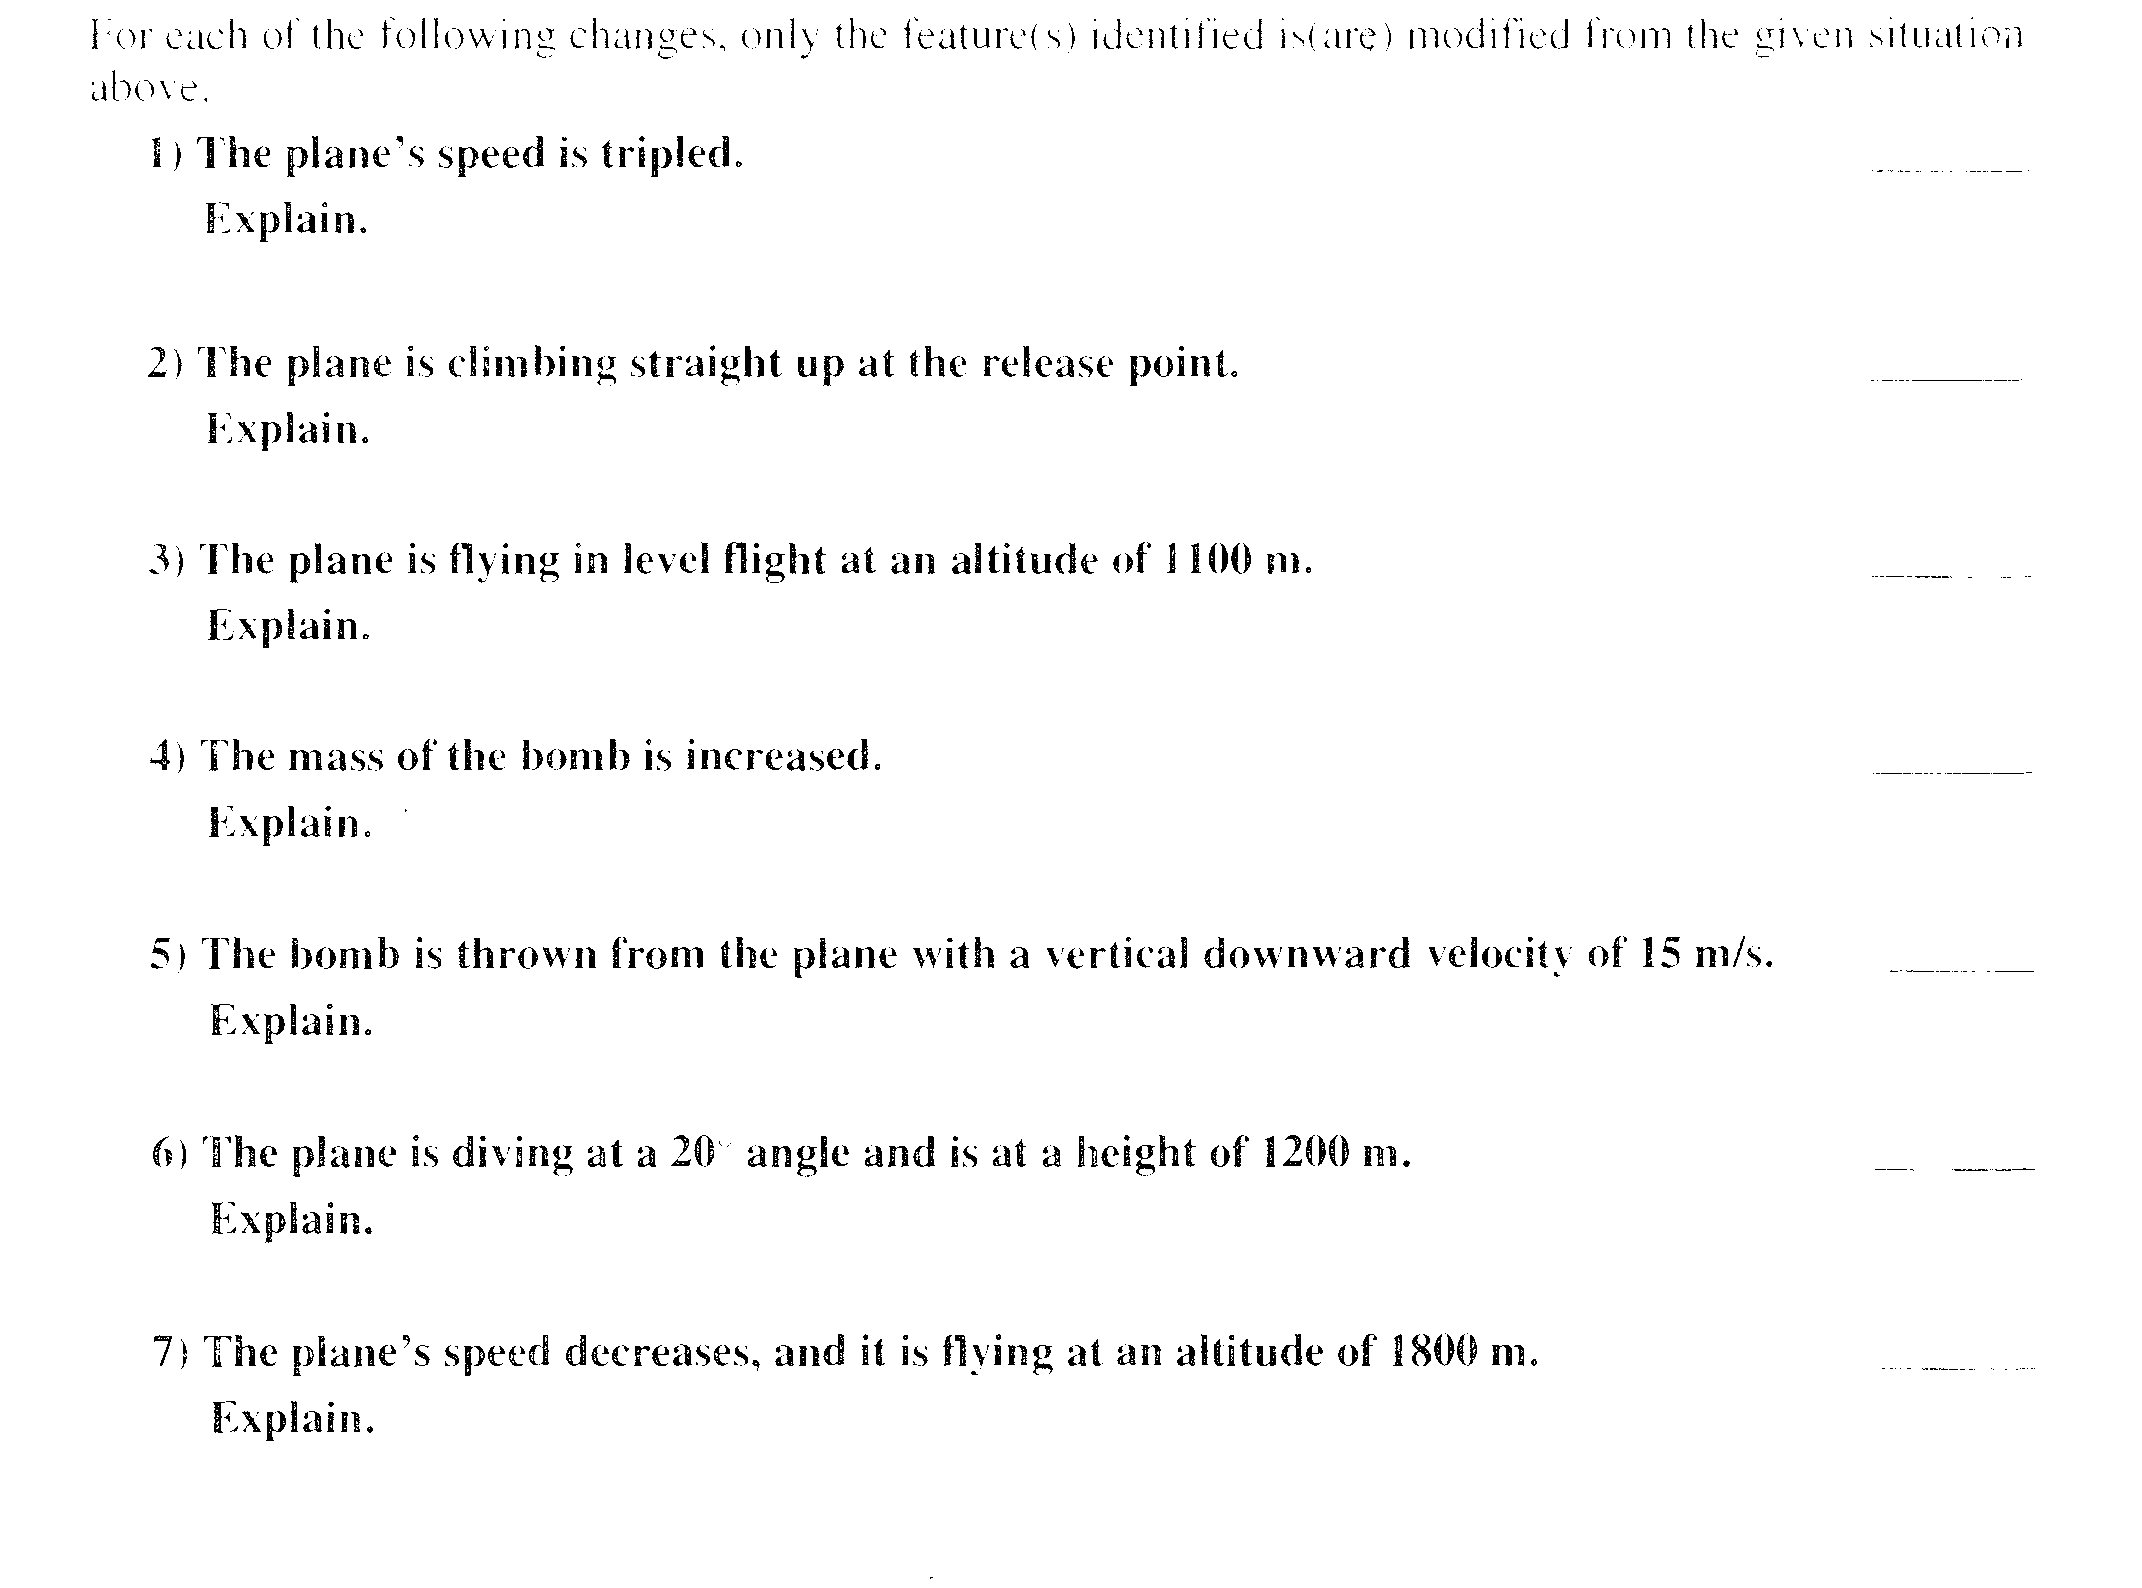 For each of the following changes, only the feature(s) identified is(are) modified from the given situation
above.
1) The plane's speed is tripled.
Explain.
2) The plane is climbing straight up at the release point.
Explain.
3) The plane is flying in level flight at an altitude of 1100 m.
Explain.
4) The mass of the bomb is increased.
Explain.
5) The bomb is thrown from the plane with a vertical downward velocity of 15 m/s.
Explain.
6) The plane is diving at a 20° angle and is at a height of 1200 m.
Explain.
7) The plane's speed decreases, and it is flying at an altitude of 1800 m.
Explain.